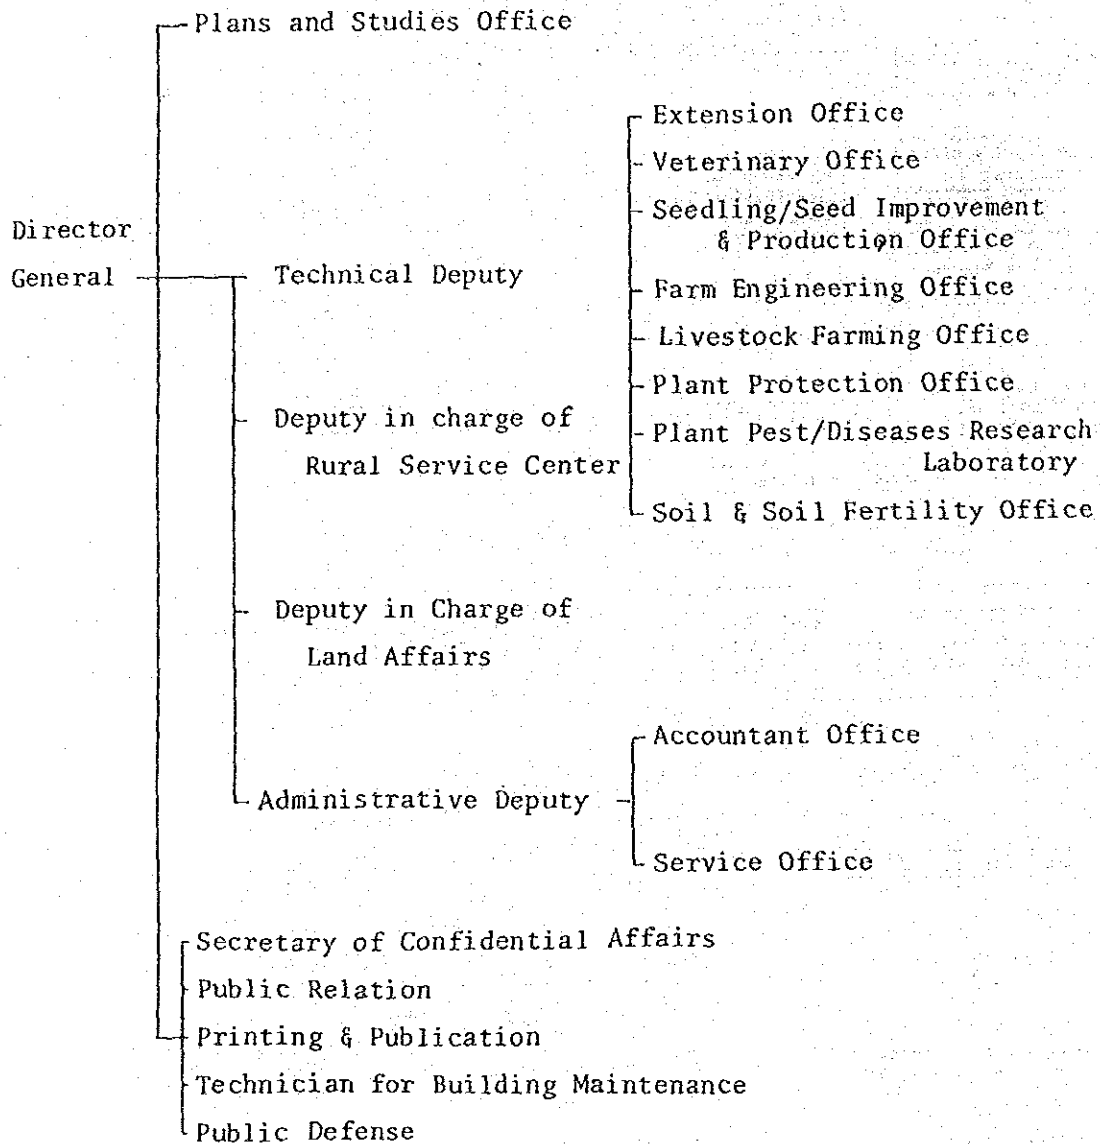 Plans and Studies Office
Extension Office
Veterinary Office
Seedling/Seed Improvement
& Production Office
Director
General
Technical Deputy
Farm Engineering Office
Livestock Farming Office
Plant Protection Office
Deputy in charge of
Rural Service Center
Plant Pest/Diseases Research
Laboratory
Soil & Soil Fertility Office
Deputy in Charge of
Land Affairs
Accountant Office
Administrative Deputy
Service Office
Secretary of Confidential Affairs
Public Relation
Printing & Publication
Technician for Building Maintenance
Public Defense